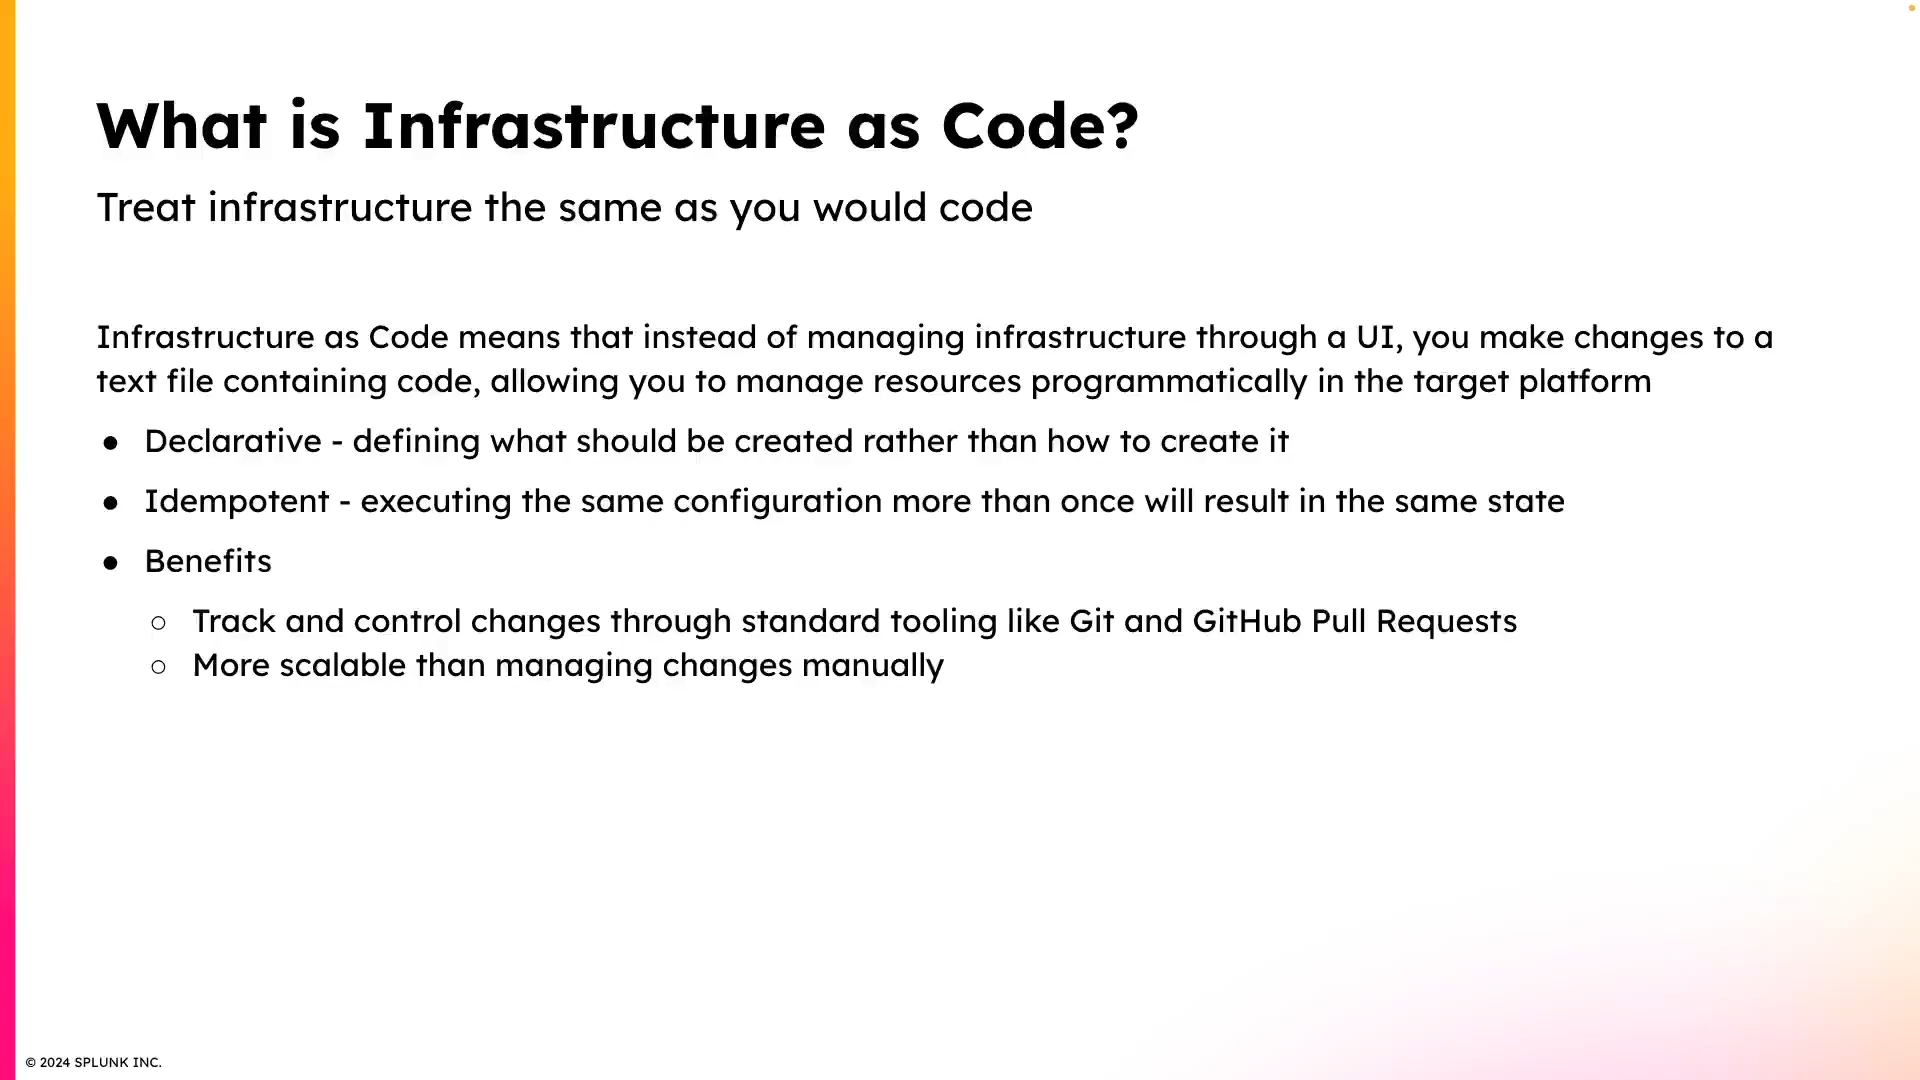 What is Infrastructure as Code?
Treat infrastructure the same as you would code
Infrastructure as Code means that instead of managing infrastructure through a UI, you make changes to a
text file containing code, allowing you to manage resources programmatically in the target platform
● Declarative - defining what should be created rather than how to create it
● Idempotent - executing the same configuration more than once will result in the same state
● Benefits
○ Track and control changes through standard tooling like Git and GitHub Pull Requests
○ More scalable than managing changes manually
© 2024 SPLUNK INC.